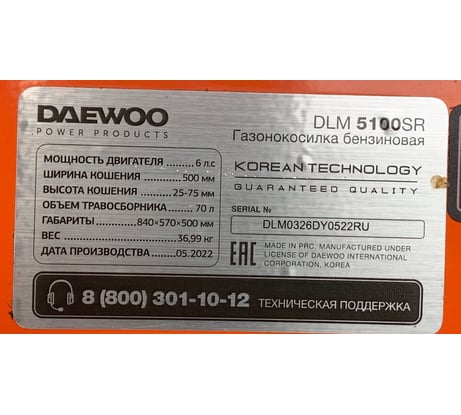 DAEWOO
POWER PRODUCTS
DLM 5100SR
Газонокосилка бензиновая
МОЩНОСТЬ ДВИГАТЕЛЯ ........ 6 л.с
ШИРИНА КОШЕНИЯ ........ 500 мм
ВЫСОТА КОШЕНИЯ ........ 25-75 мм
ОБЪЕМ ТРАВОСБОРНИКА ........ 70 л
ГАБАРИТЫ ........ 840×570×500 мм
ВЕС ........ 36,99 кг
ДАТА ПРОИЗВОДСТВА ........ 05.2022
KOREAN TECHNOLOGY
GUARANTEED QUALITY
SERIAL №
DLM0326DY0522RU
EAC
MADE IN PRC. MANUFACTURED UNDER
LICENSE OF DAEWOO INTERNATIONAL
CORPORATION, KOREA
8 (800) 301-10-12 ТЕХНИЧЕСКАЯ ПОДДЕРЖКА